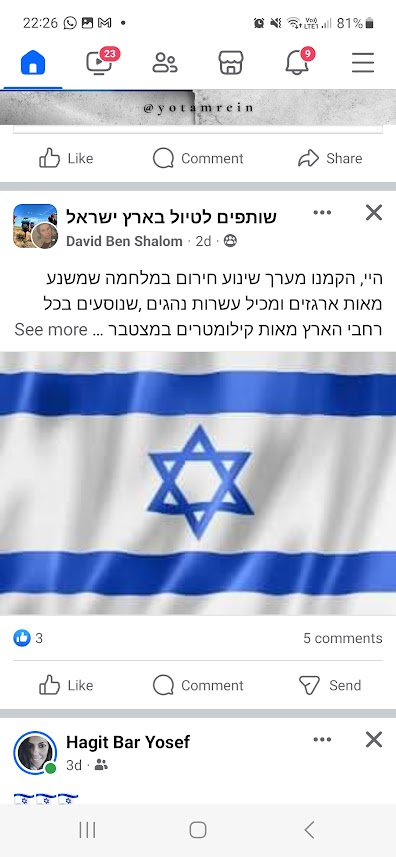 22:26
Vo))
LTE1
81%
23
9
@yotamrein
Like
Comment
Share
שותפים לטיול בארץ ישראל
David Ben Shalom · 2d ·
היי, הקמנו מערך שינוע חירום במלחמה שמשנע
מאות ארגזים ומכיל עשרות נהגים ,שנוסעים בכל
רחבי הארץ מאות קילומטרים במצטבר ... See more
3
5 comments
Like
Comment
Send
Hagit Bar Yosef
3d ·
🇮🇱🇮🇱🇮🇱